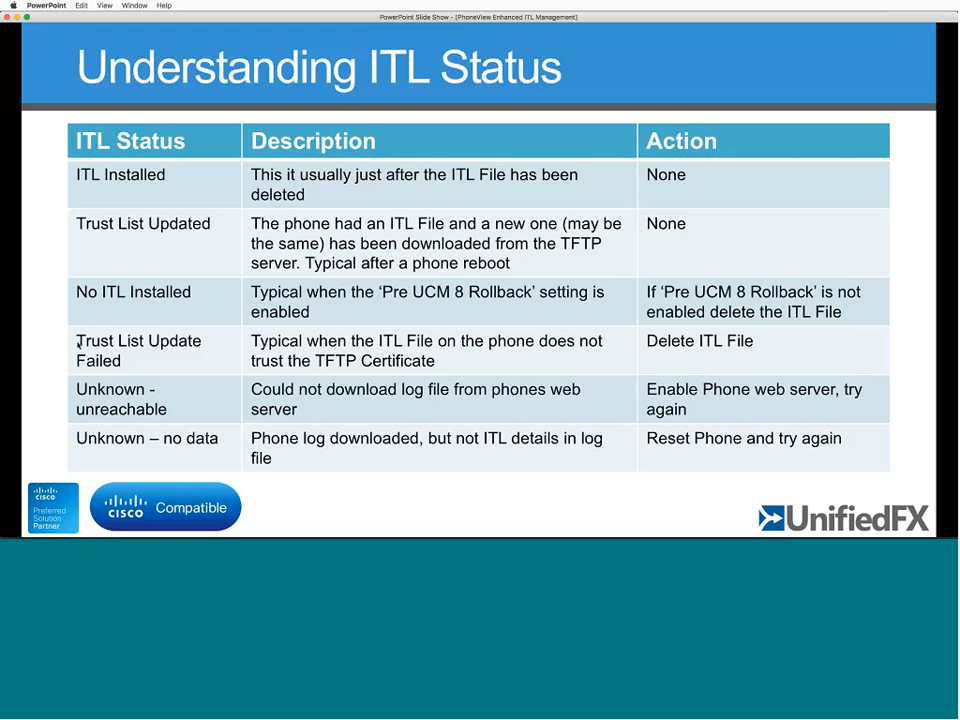 PowerPoint Edit View Window Help
PowerPoint Slide Show - [PhoneView Enhanced ITL Management]
Understanding ITL Status
ITL Status Description Action
ITL Installed This it usually just after the ITL File has been None
deleted
Trust List Updated The phone had an ITL File and a new one (may be None
the same) has been downloaded from the TFTP
server. Typical after a phone reboot
No ITL Installed Typical when the ‘Pre UCM 8 Rollback’ setting is If ‘Pre UCM 8 Rollback’ is not
enabled enabled delete the ITL File
Trust List Update Typical when the ITL File on the phone does not Delete ITL File
Failed trust the TFTP Certificate
Unknown - Could not download log file from phones web Enable Phone web server, try
unreachable server again
Unknown – no data Phone log downloaded, but not ITL details in log Reset Phone and try again
file
CISCO
Preferred
Solution
Partner
CISCO Compatible
UnifiedFX